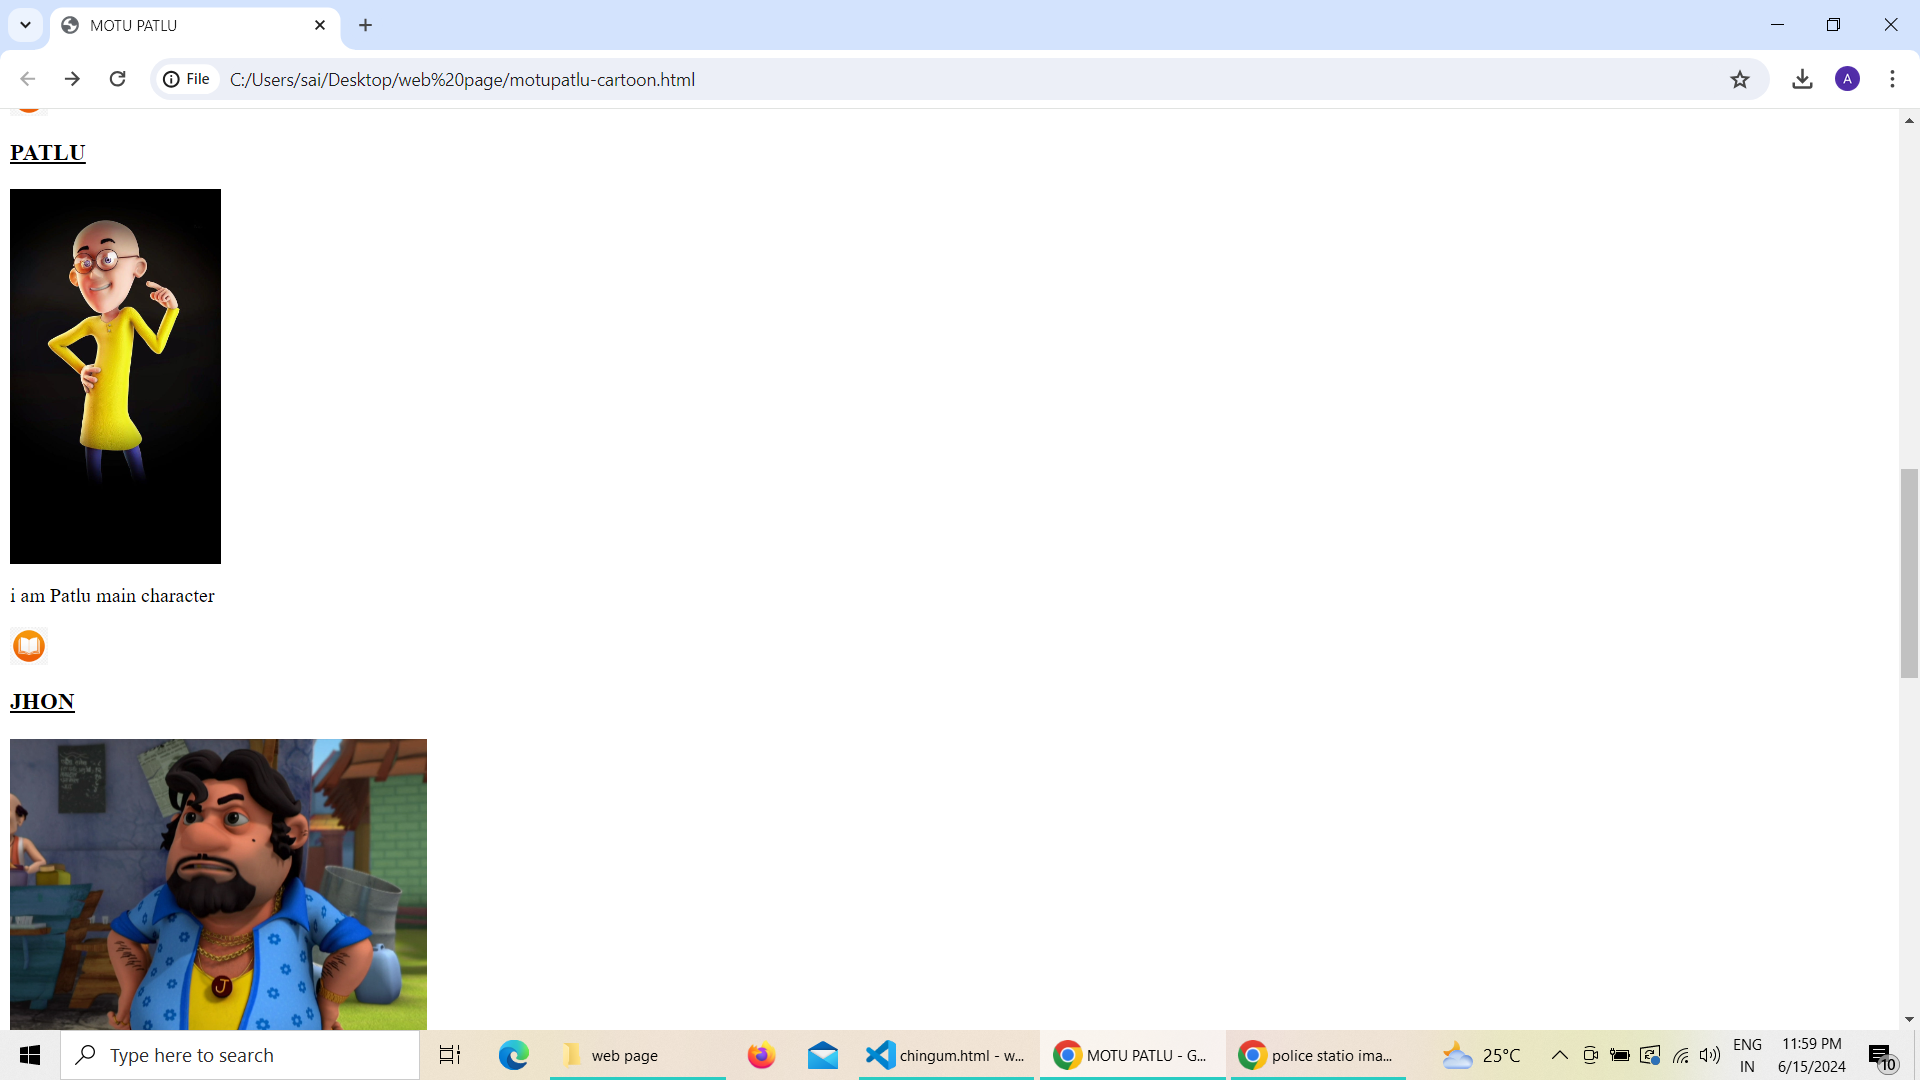 MOTU PATLU
File
C:/Users/sai/Desktop/web%20page/motupatlu-cartoon.html
A
PATLU
i am Patlu main character
JHON
J
Type here to search
web page
chingum.html - w...
MOTU PATLU - G...
police statio ima...
25°C
ENG
IN
11:59 PM
6/15/2024
10